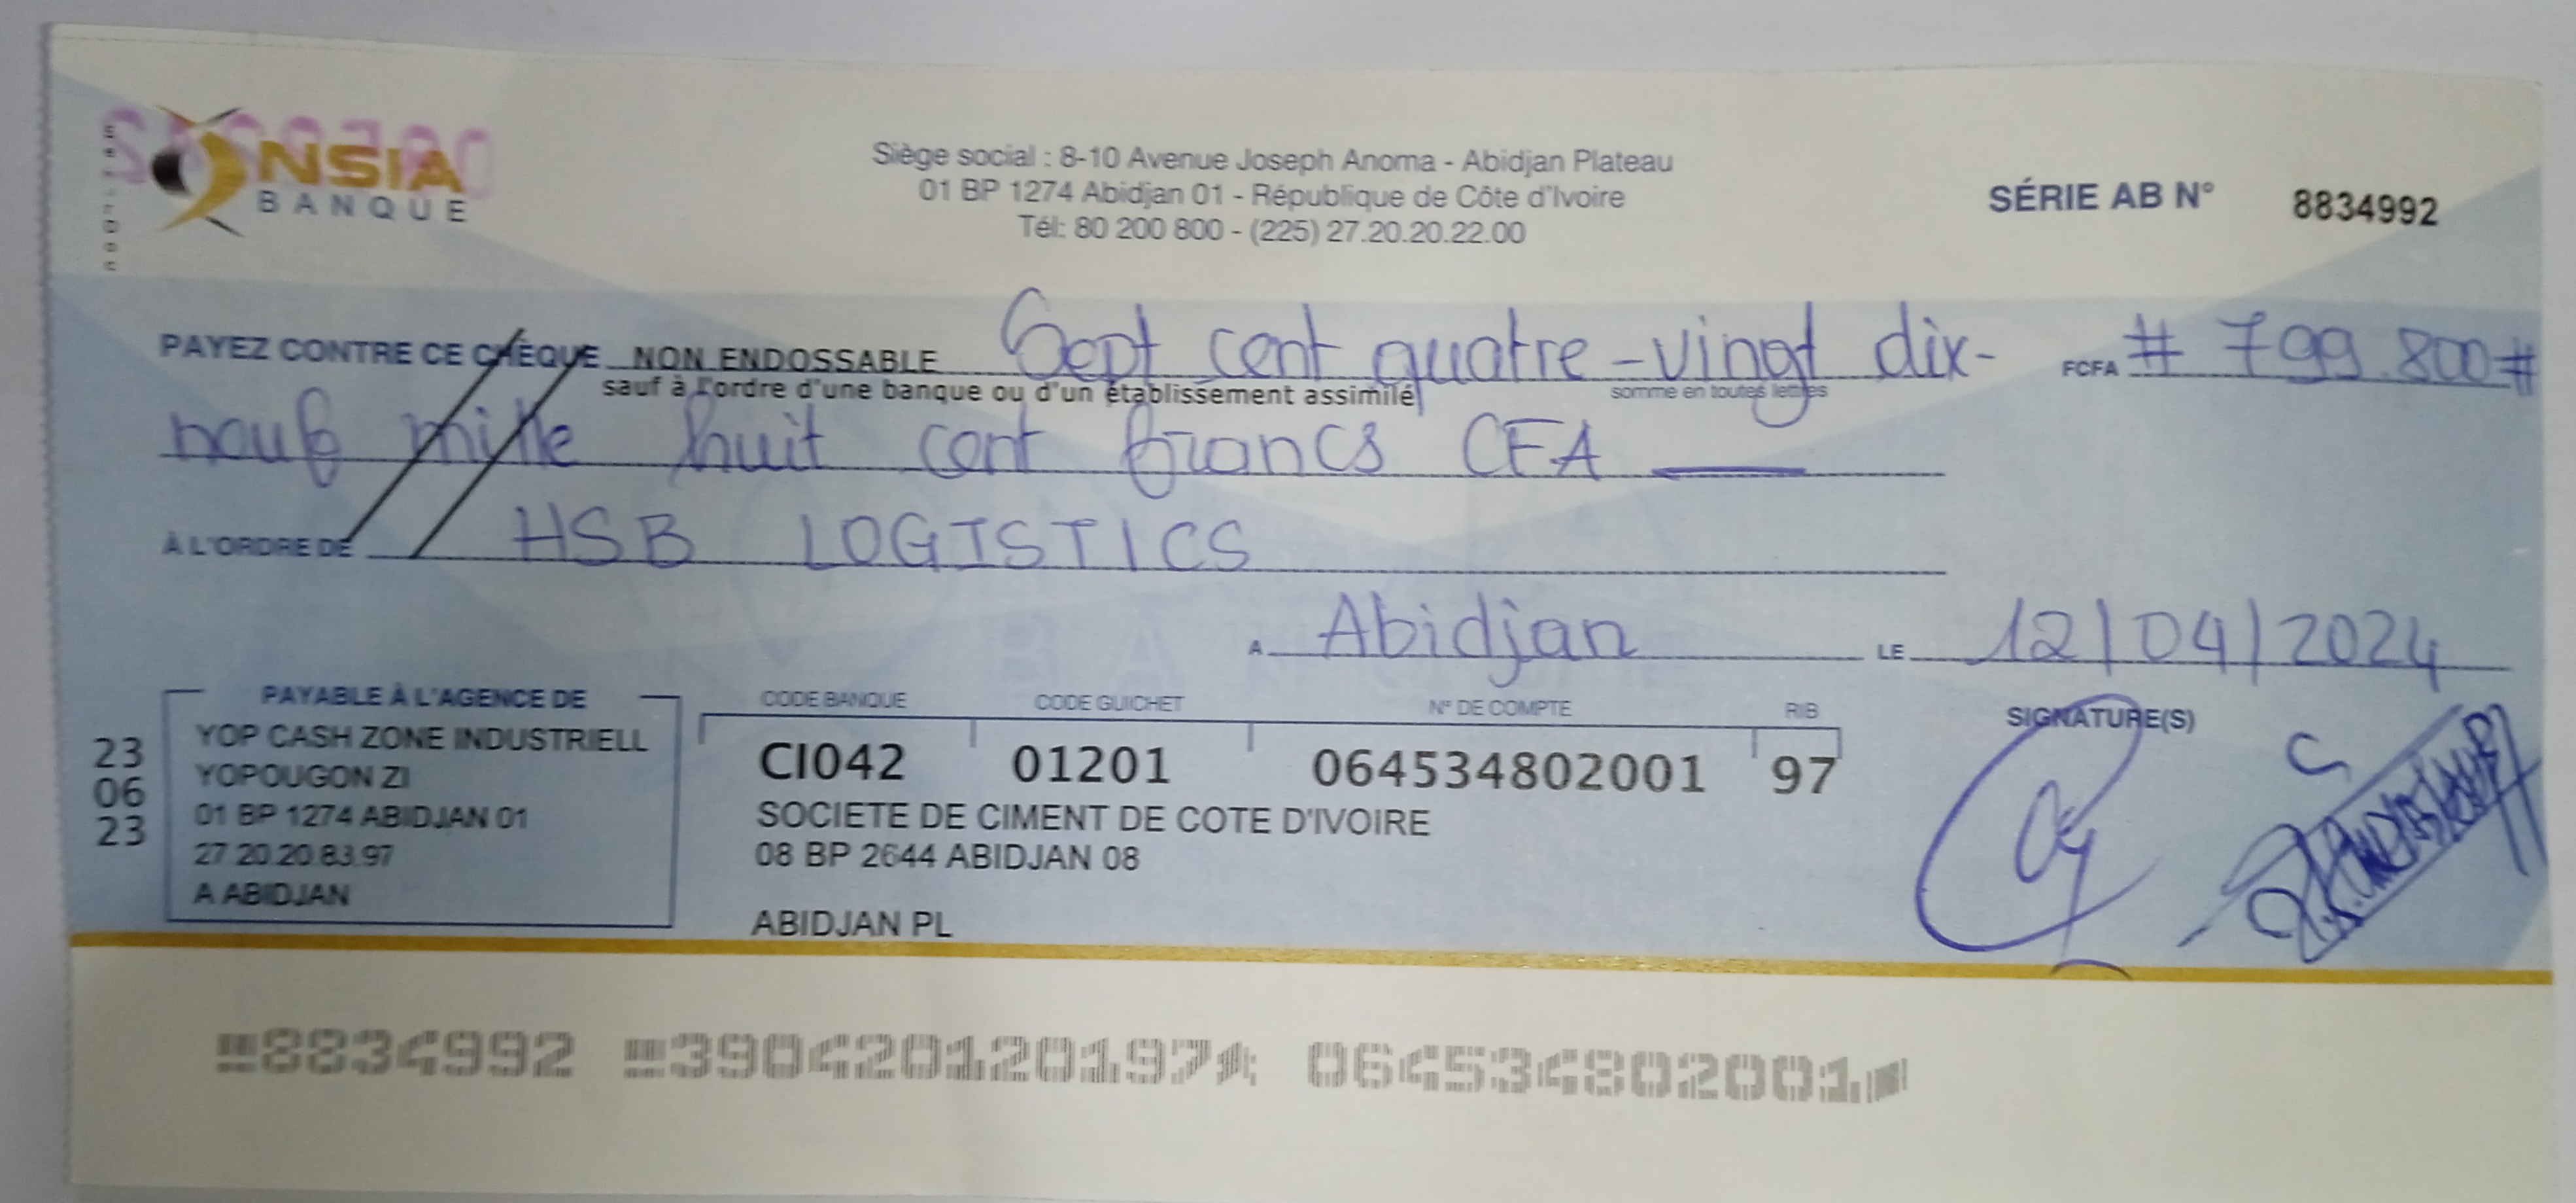 NSIA
BANQUE
Siège social : 8-10 Avenue Joseph Anoma - Abidjan Plateau
01 BP 1274 Abidjan 01 - République de Côte d'Ivoire
Tél: 80 200 800 - (225) 27.20.20.22.00
SÉRIE AB N° 8834992
PAYEZ CONTRE CE CHÈQUE NON ENDOSSABLE Sept cent quatre-vingt dix- FCFA # 799.800#
sauf à l'ordre d'une banque ou d'un établissement assimilé somme en toutes lettres
neuf mille huit cent francs CFA
À L'ORDRE DE HSB LOGISTICS
A Abidjan LE 12/04/2024
PAYABLE À L'AGENCE DE
YOP CASH ZONE INDUSTRIELL
YOPOUGON ZI
01 BP 1274 ABIDJAN 01
27.20.20.83.97
A ABIDJAN
23
06
23
CODE BANQUE CODE GUICHET N° DE COMPTE RIB
CI042 01201 064534802001 97
SOCIETE DE CIMENT DE COTE D'IVOIRE
08 BP 2644 ABIDJAN 08
ABIDJAN PL
SIGNATURE(S)
8834992 390420120197 064534802001